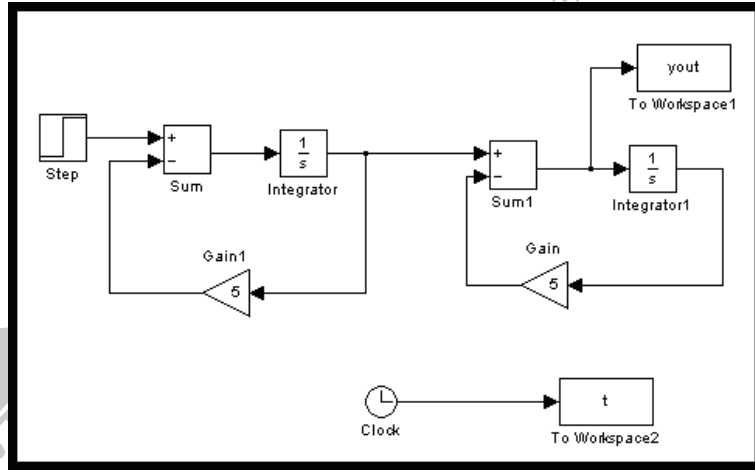 yout
To Workspace1
+
−
1
s
+
−
1
s
Step
Sum
Integrator
Sum1
Integrator1
Gain1
Gain
5
5
t
Clock
To Workspace2